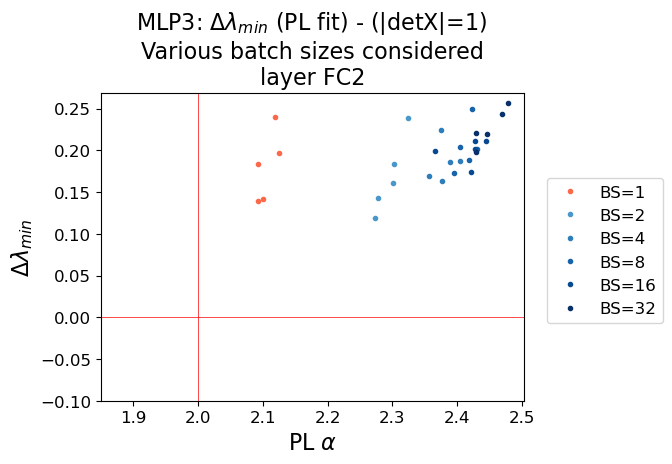 MLP3: Δλ_min (PL fit) - (|detX|=1)
Various batch sizes considered
layer FC2
Δλ_min
0.25
0.20
0.15
0.10
0.05
0.00
−0.05
−0.10
1.9
2.0
2.1
2.2
2.3
2.4
2.5
PL α
BS=1
BS=2
BS=4
BS=8
BS=16
BS=32